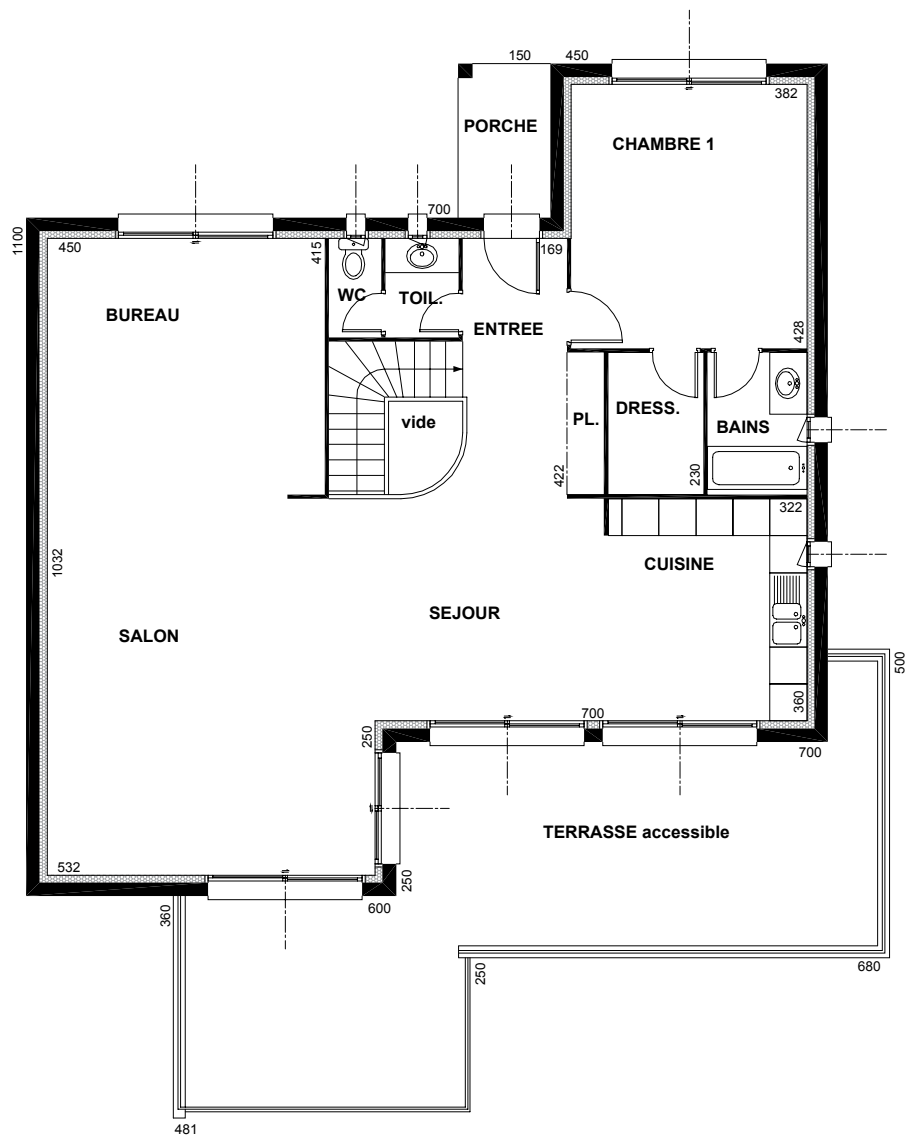 150
450
382
PORCHE
CHAMBRE 1
700
1100
450
415
169
WC
TOIL.
BUREAU
ENTREE
428
DRESS.
vide
PL.
BAINS
422
230
322
1032
CUISINE
SEJOUR
SALON
500
360
700
250
700
TERRASSE accessible
532
250
600
360
250
680
481